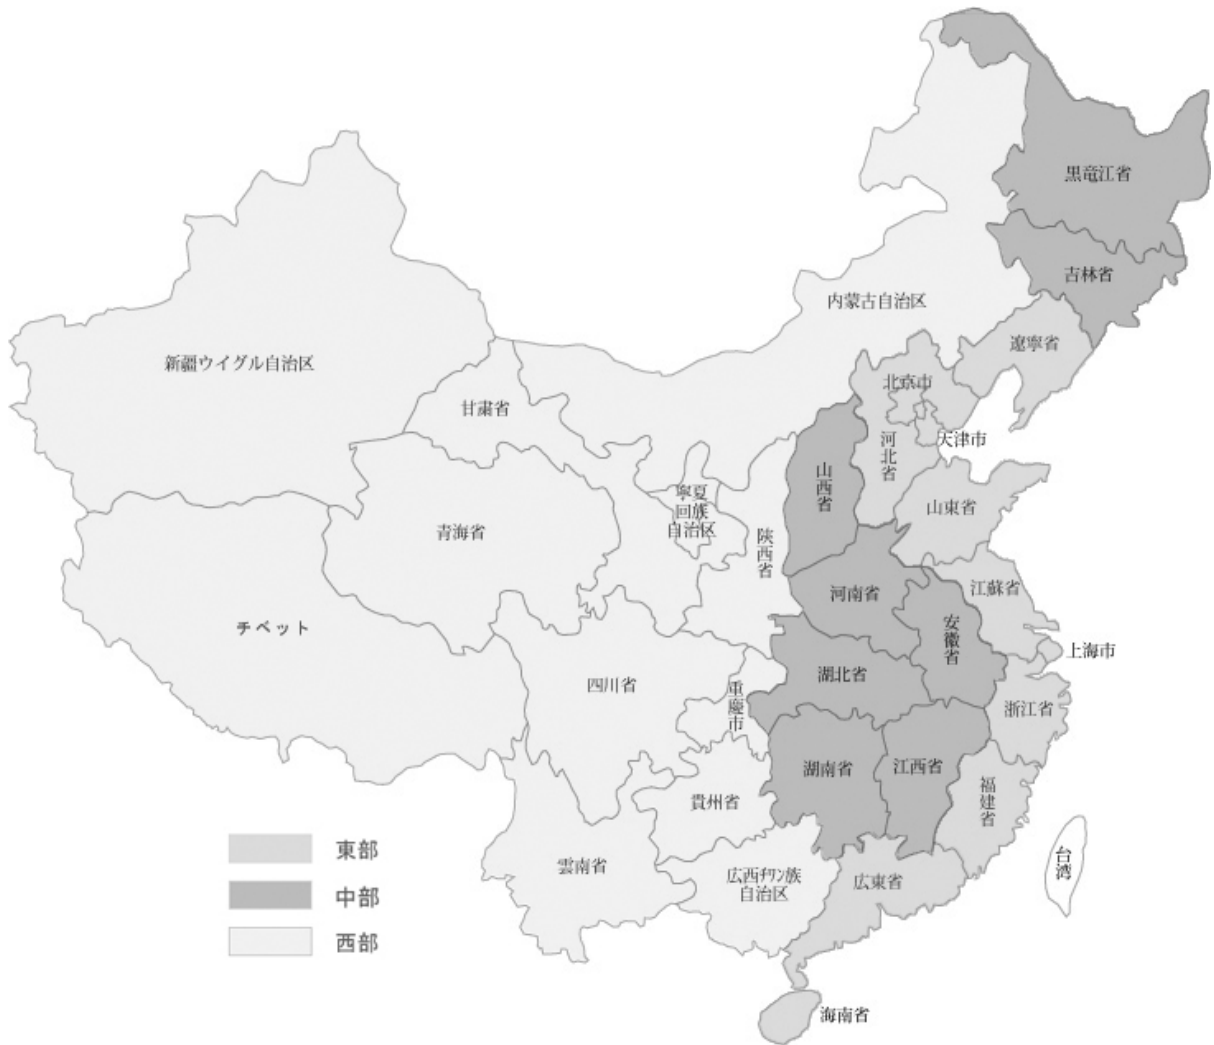 黒竜江省
吉林省
内蒙古自治区
遼寧省
新疆ウイグル自治区
北京市
甘粛省
天津市
河北省
山西省
寧夏
回族
自治区
山東省
青海省
陝西省
江蘇省
河南省
チベット
安徽省
上海市
湖北省
四川省
重慶市
浙江省
湖南省
江西省
福建省
貴州省
東部
台湾
雲南省
広西ﾁﾜﾝ族
自治区
広東省
中部
西部
海南省